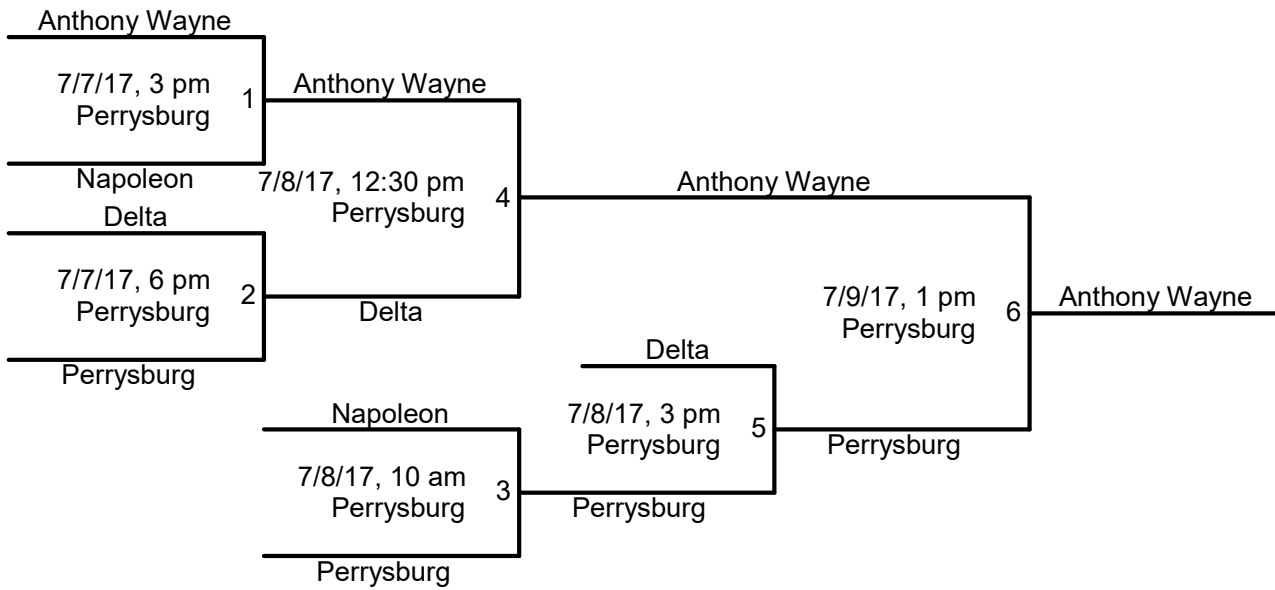 Anthony Wayne
7/7/17, 3 pm
Perrysburg
1
Napoleon
Anthony Wayne
Delta
7/7/17, 6 pm
Perrysburg
2
Perrysburg
7/8/17, 12:30 pm
Perrysburg
4
Delta
Anthony Wayne
Napoleon
7/8/17, 10 am
Perrysburg
3
Perrysburg
Delta
7/8/17, 3 pm
Perrysburg
5
Perrysburg
7/9/17, 1 pm
Perrysburg
6
Perrysburg
Anthony Wayne